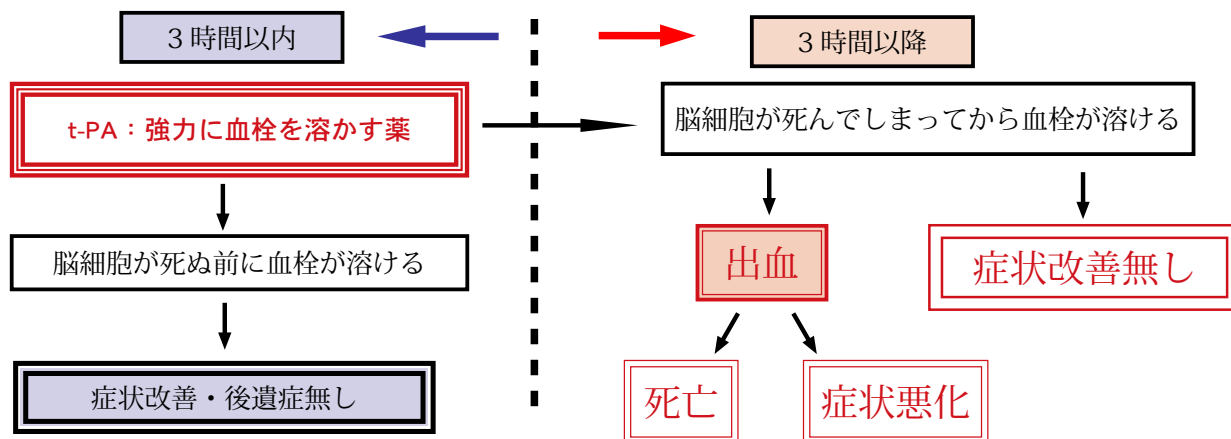 ３時間以内
３時間以降
t-PA：強力に血栓を溶かす薬
脳細胞が死んでしまってから血栓が溶ける
脳細胞が死ぬ前に血栓が溶ける
出血
症状改善無し
症状改善・後遺症無し
死亡
症状悪化